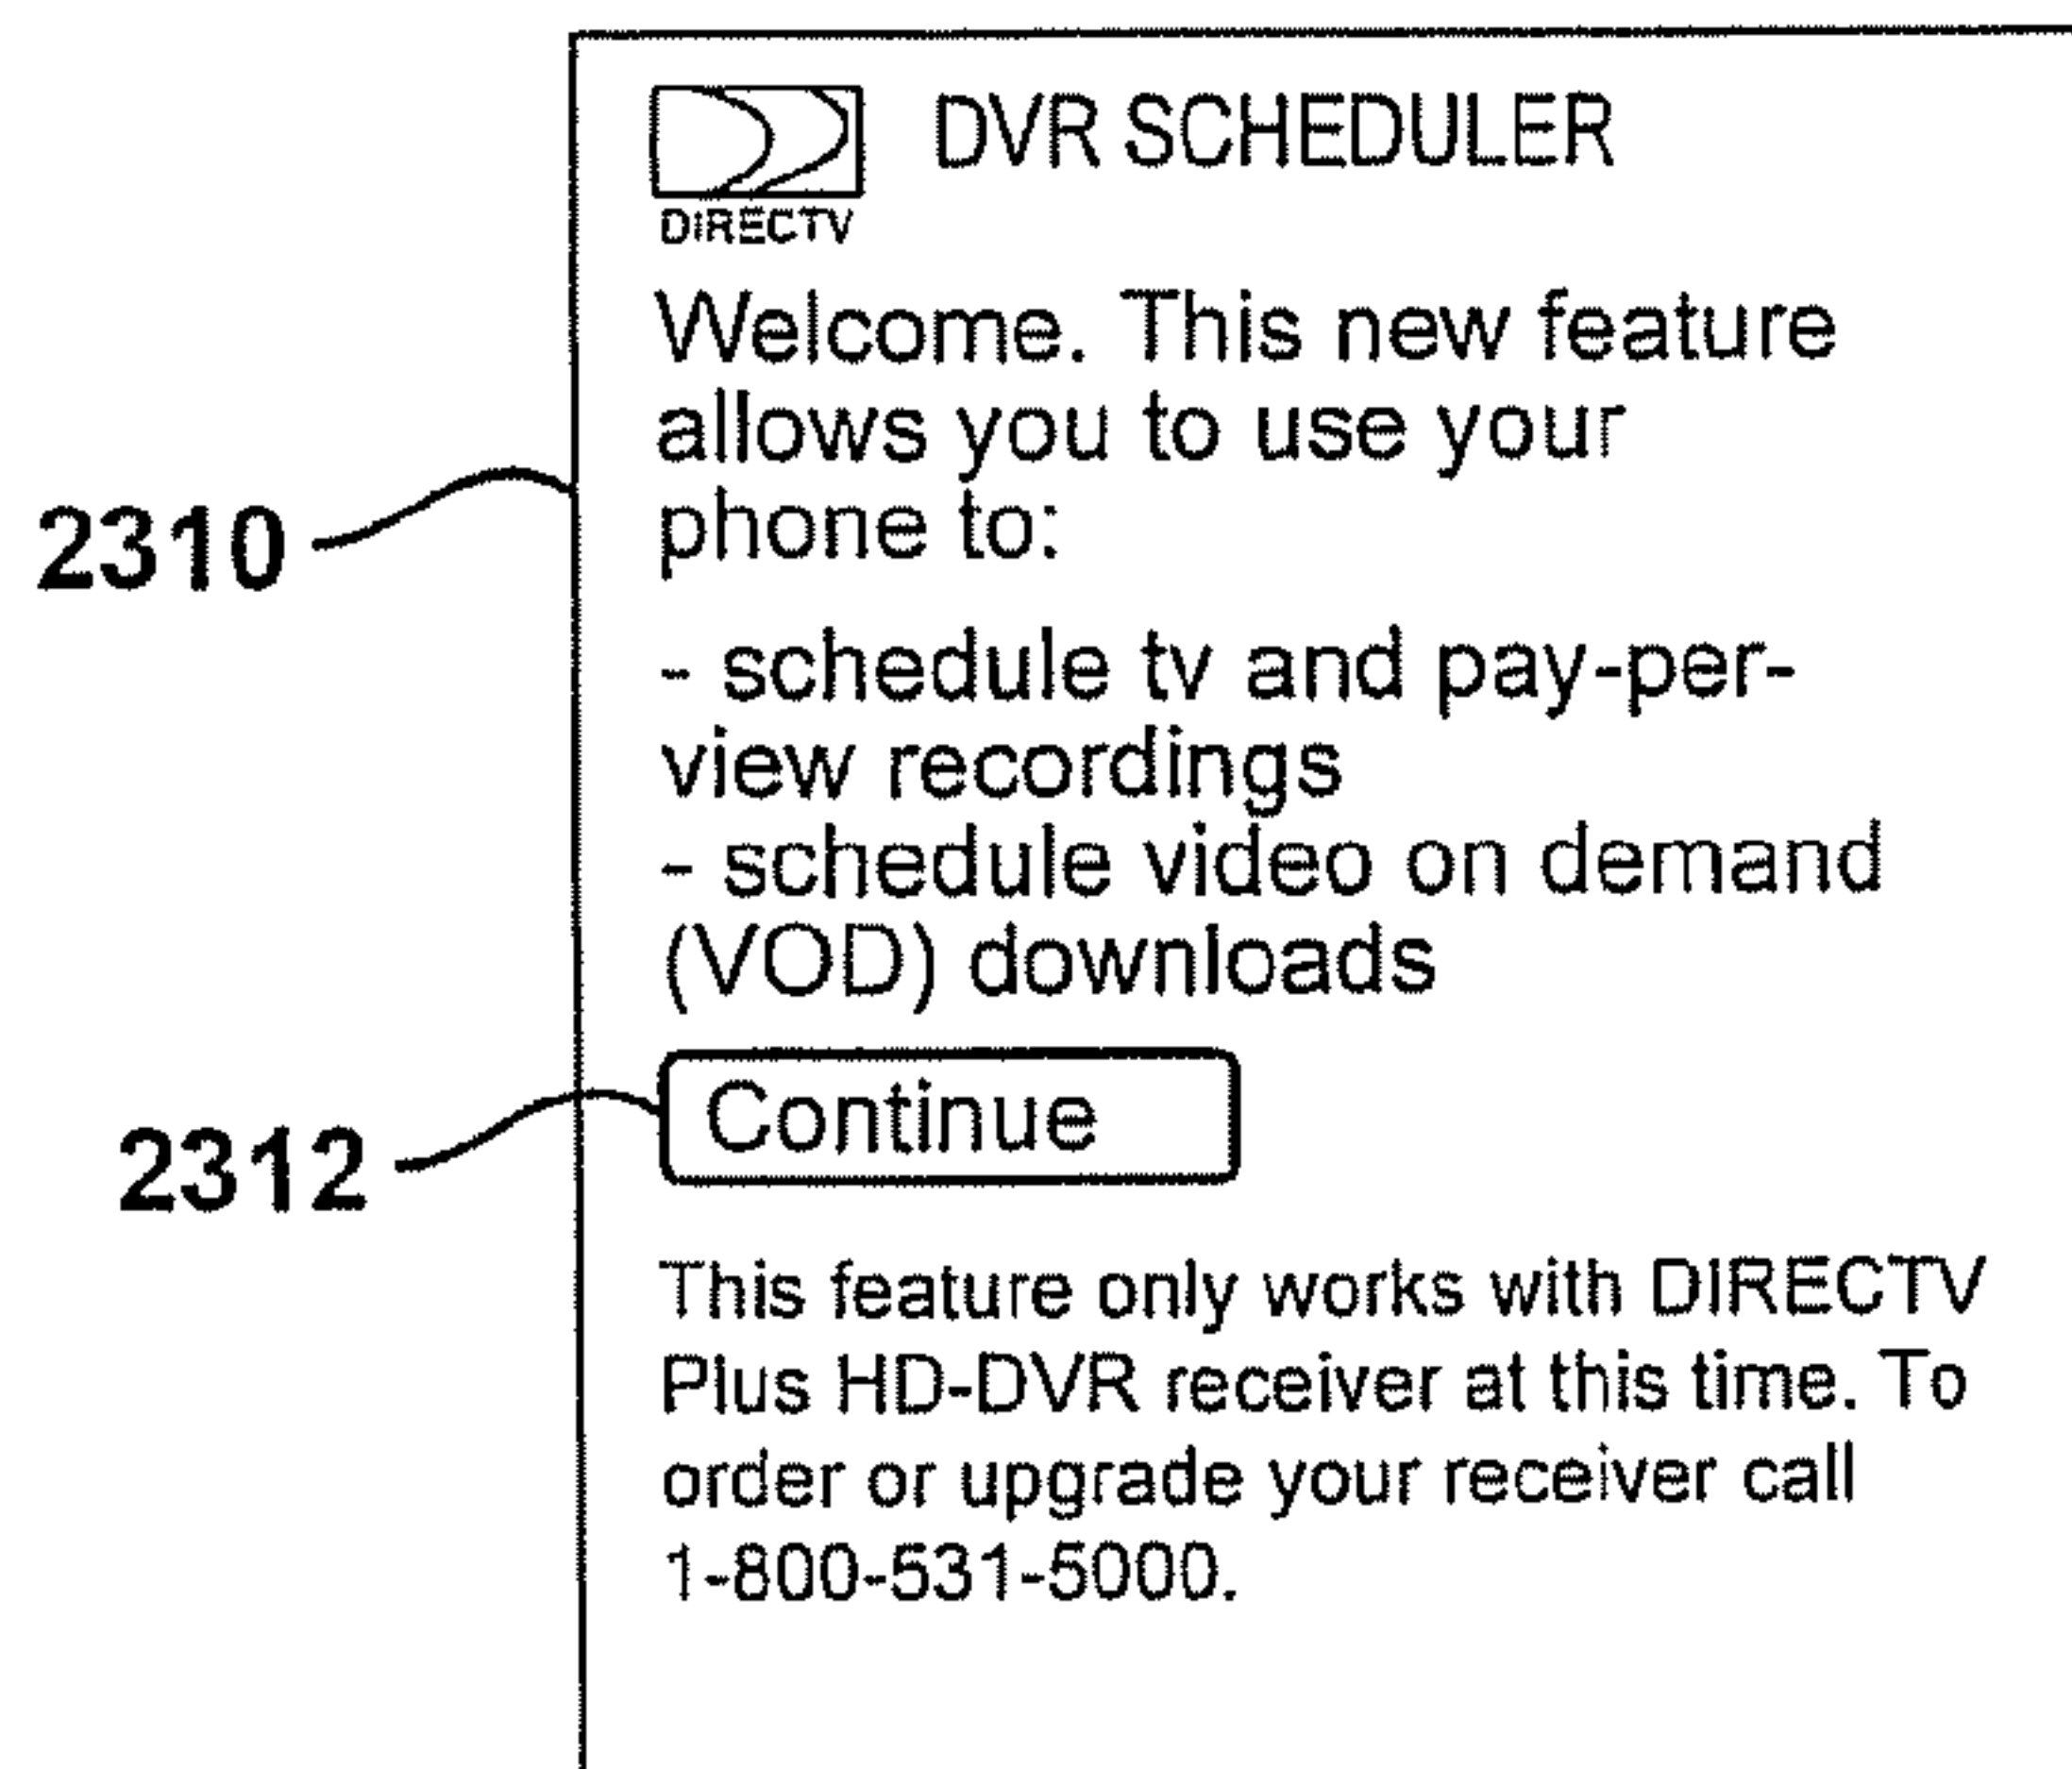 DVR SCHEDULER
DIRECTV
Welcome. This new feature
allows you to use your
phone to:
2310
- schedule tv and pay-per-
view recordings
- schedule video on demand
(VOD) downloads
Continue
2312
This feature only works with DIRECTV
Plus HD-DVR receiver at this time. To
order or upgrade your receiver call
1-800-531-5000.